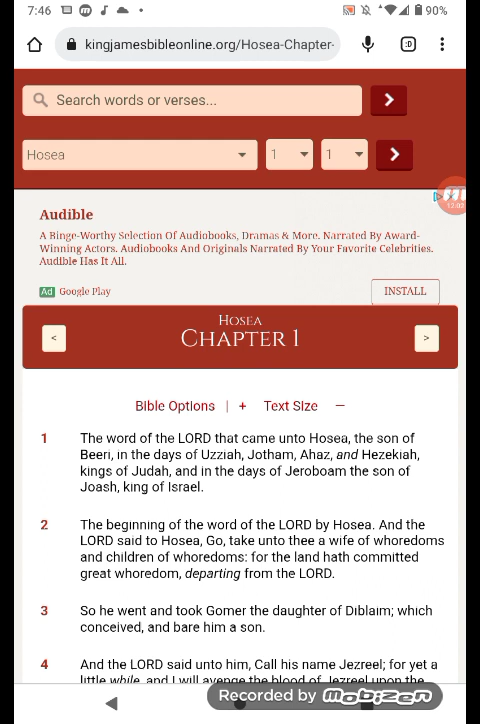 7:46
90%
kingjamesbibleonline.org/Hosea-Chapter-
:D
Search words or verses...
Hosea 1 1
12:02
Audible
A Binge-Worthy Selection Of Audiobooks, Dramas & More. Narrated By Award-
Winning Actors. Audiobooks And Originals Narrated By Your Favorite Celebrities.
Audible Has It All.
Ad Google Play
INSTALL
HOSEA
< CHAPTER 1 >
Bible Options | + Text Size —
1 The word of the LORD that came unto Hosea, the son of
Beeri, in the days of Uzziah, Jotham, Ahaz, and Hezekiah,
kings of Judah, and in the days of Jeroboam the son of
Joash, king of Israel.
2 The beginning of the word of the LORD by Hosea. And the
LORD said to Hosea, Go, take unto thee a wife of whoredoms
and children of whoredoms: for the land hath committed
great whoredom, departing from the LORD.
3 So he went and took Gomer the daughter of Diblaim; which
conceived, and bare him a son.
4 And the LORD said unto him, Call his name Jezreel; for yet a
little while, and I will avenge the blood of Jezreel upon the
Recorded by mobizen